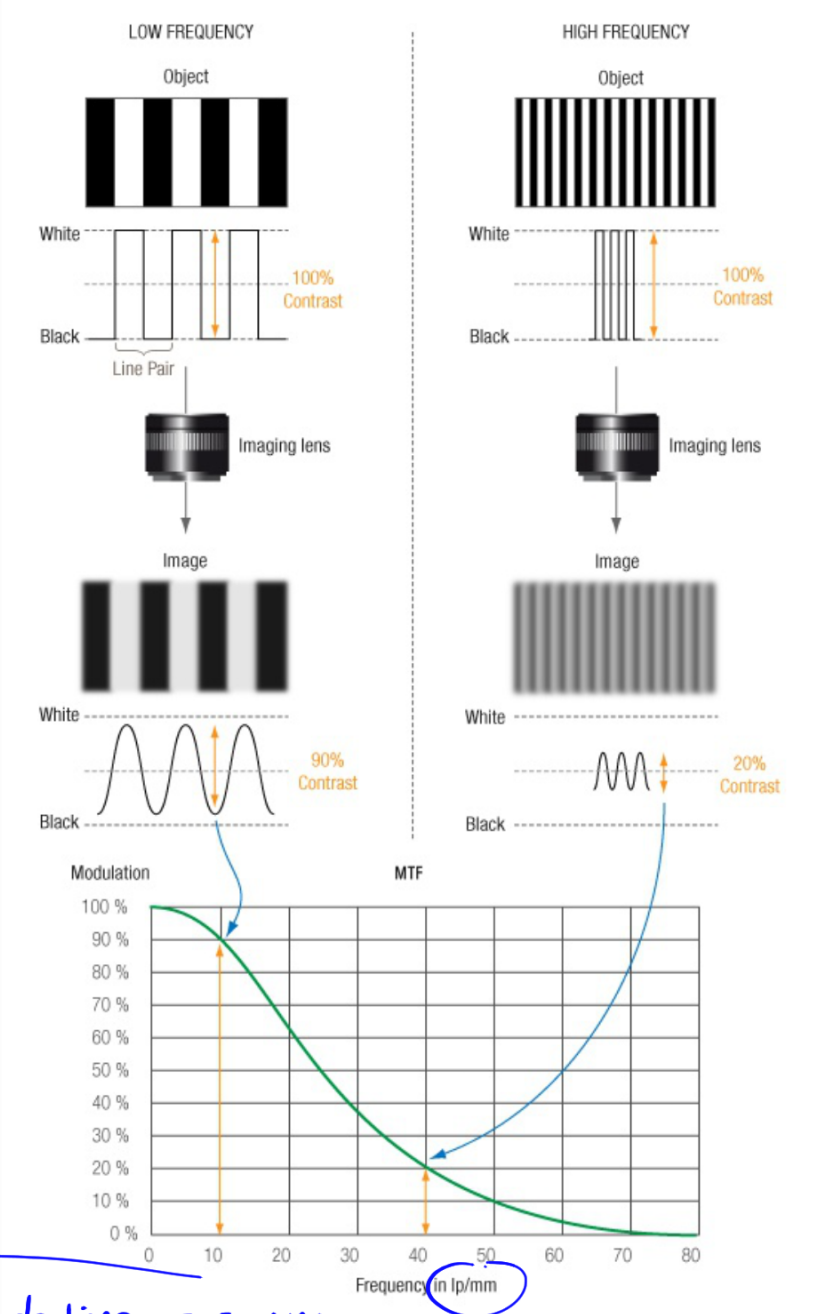 LOW FREQUENCY
HIGH FREQUENCY
Object
Object
White
100%
Contrast
Black
Line Pair
White
100%
Contrast
Black
Imaging lens
Imaging lens
Image
Image
White
90%
Contrast
Black
White
20%
Contrast
Black
Modulation
MTF
100 %
90 %
80 %
70 %
60 %
50 %
40 %
30 %
20 %
10 %
0 %
0 10 20 30 40 50 60 70 80
Frequency in lp/mm